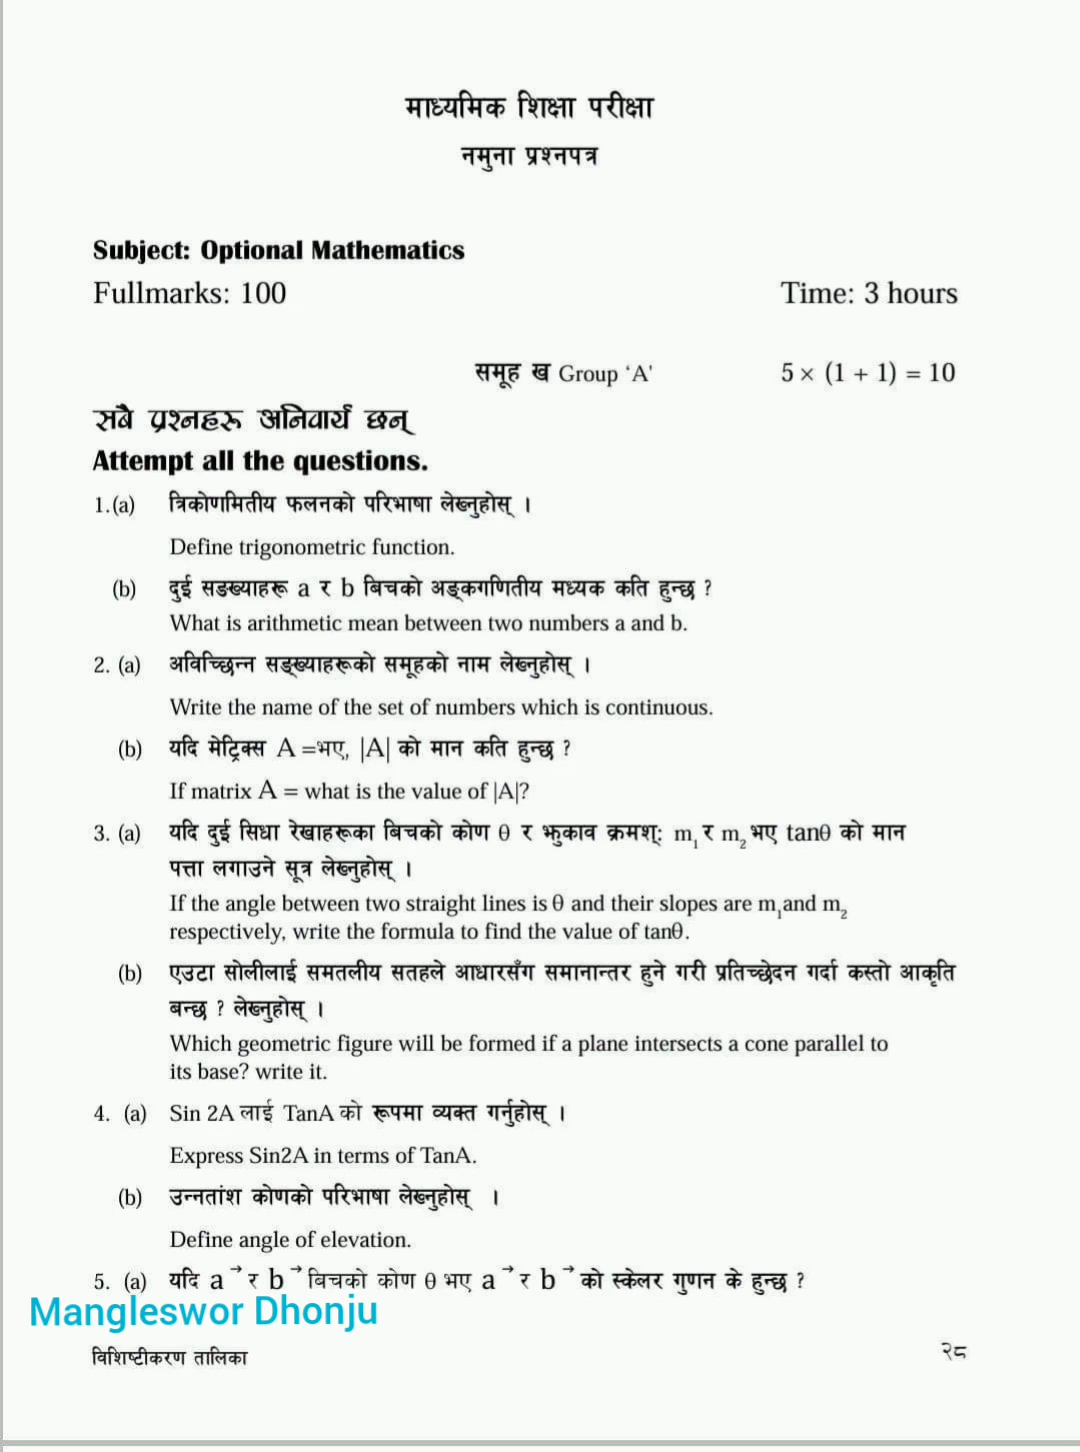 माध्यमिक शिक्षा परीक्षा
नमुना प्रश्नपत्र
Subject: Optional Mathematics
Fullmarks: 100 Time: 3 hours
समूह ख Group ‘A' 5 × (1 + 1) = 10
सबै प्रश्नहरू अनिवार्य छन्
Attempt all the questions.
1.(a) त्रिकोणमितीय फलनको परिभाषा लेख्नुहोस् ।
Define trigonometric function.
(b) दुई सङ्ख्याहरू a र b बिचको अङ्कगणितीय मध्यक कति हुन्छ ?
What is arithmetic mean between two numbers a and b.
2. (a) अविच्छिन्न सङ्ख्याहरूको समूहको नाम लेख्नुहोस् ।
Write the name of the set of numbers which is continuous.
(b) यदि मेट्रिक्स A =भए, |A| को मान कति हुन्छ ?
If matrix A = what is the value of |A|?
3. (a) यदि दुई सिधा रेखाहरूका बिचको कोण θ र झुकाव क्रमश: m₁ र m₂ भए tanθ को मान
पत्ता लगाउने सूत्र लेख्नुहोस् ।
If the angle between two straight lines is θ and their slopes are m₁and m₂
respectively, write the formula to find the value of tanθ.
(b) एउटा सोलीलाई समतलीय सतहले आधारसँग समानान्तर हुने गरी प्रतिच्छेदन गर्दा कस्तो आकृति
बन्छ ? लेख्नुहोस् ।
Which geometric figure will be formed if a plane intersects a cone parallel to
its base? write it.
4. (a) Sin 2A लाई TanA को रूपमा व्यक्त गर्नुहोस् ।
Express Sin2A in terms of TanA.
(b) उन्नतांश कोणको परिभाषा लेख्नुहोस् ।
Define angle of elevation.
5. (a) यदि a→ र b→ बिचको कोण θ भए a→ र b→ को स्केलर गुणन के हुन्छ ?
Mangleswor Dhonju
विशिष्टीकरण तालिका २८